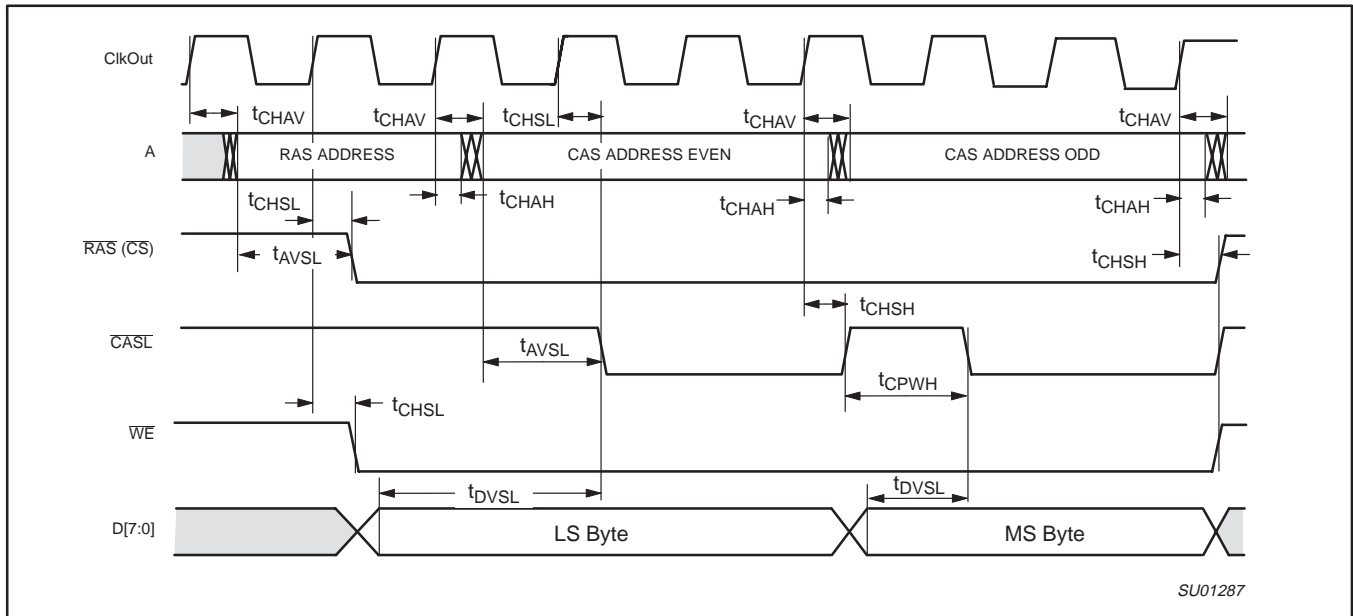 ClkOut
tCHAV tCHAV tCHSL tCHAV tCHAV
A RAS ADDRESS CAS ADDRESS EVEN CAS ADDRESS ODD
tCHSL tCHAH tCHAH tCHAH
RAS (CS) tAVSL tCHSH
tCHSH
CASL tAVSL
tCPWH
tCHSL
WE
tDVSL tDVSL
D[7:0] LS Byte MS Byte
SU01287